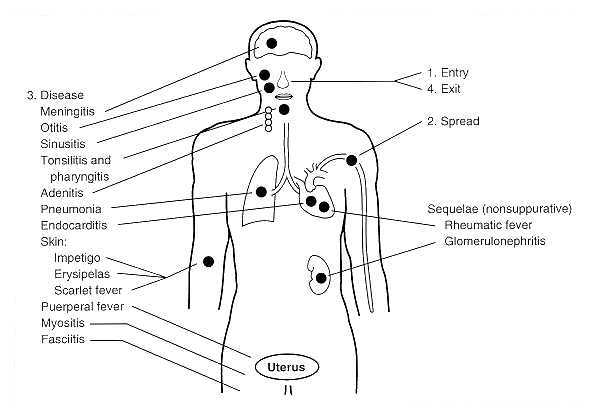 1. Entry
4. Exit
3. Disease
Meningitis
Otitis
Sinusitis
Tonsilitis and
pharyngitis
Adenitis
Pneumonia
Endocarditis
Skin:
Impetigo
Erysipelas
Scarlet fever
Puerperal fever
Myositis
Fasciitis
2. Spread
Sequelae (nonsuppurative)
Rheumatic fever
Glomerulonephritis
Uterus